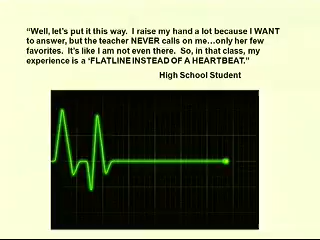 “Well, let’s put it this way.  I raise my hand a lot because I WANT
to answer, but the teacher NEVER calls on me…only her few
favorites.  It’s like I am not even there.  So, in that class, my
experience is a ‘FLATLINE INSTEAD OF A HEARTBEAT.”
High School Student